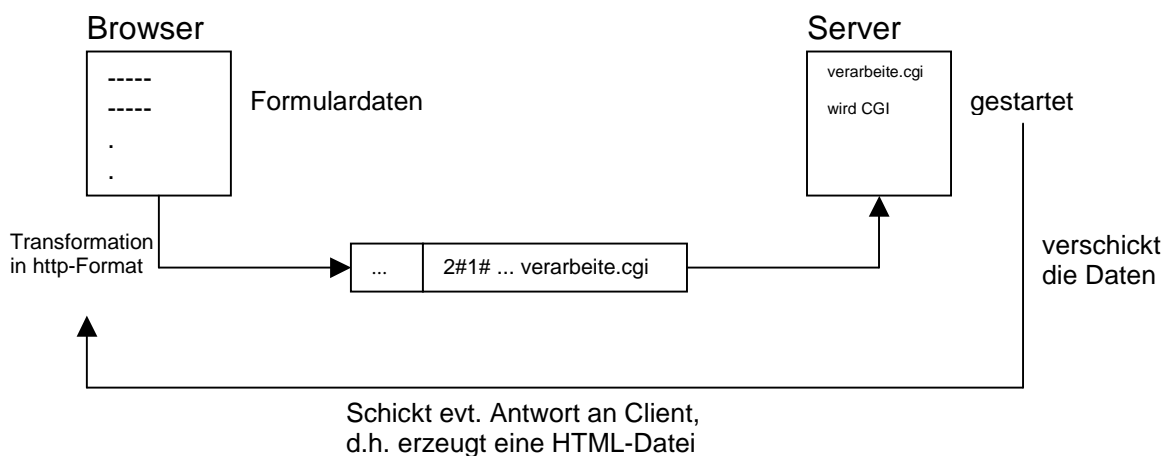 Browser
Server
-----
-----
.
.
Formulardaten
verarbeite.cgi
wird CGI
gestartet
Transformation
in http-Format
...
2#1# ... verarbeite.cgi
verschickt
die Daten
Schickt evt. Antwort an Client,
d.h. erzeugt eine HTML-Datei